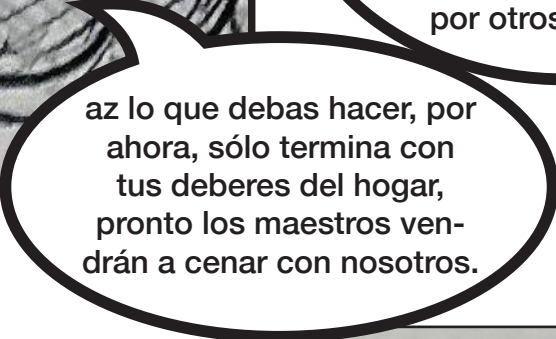 por otros
az lo que debas hacer, por
ahora, sólo termina con
tus deberes del hogar,
pronto los maestros ven-
drán a cenar con nosotros.